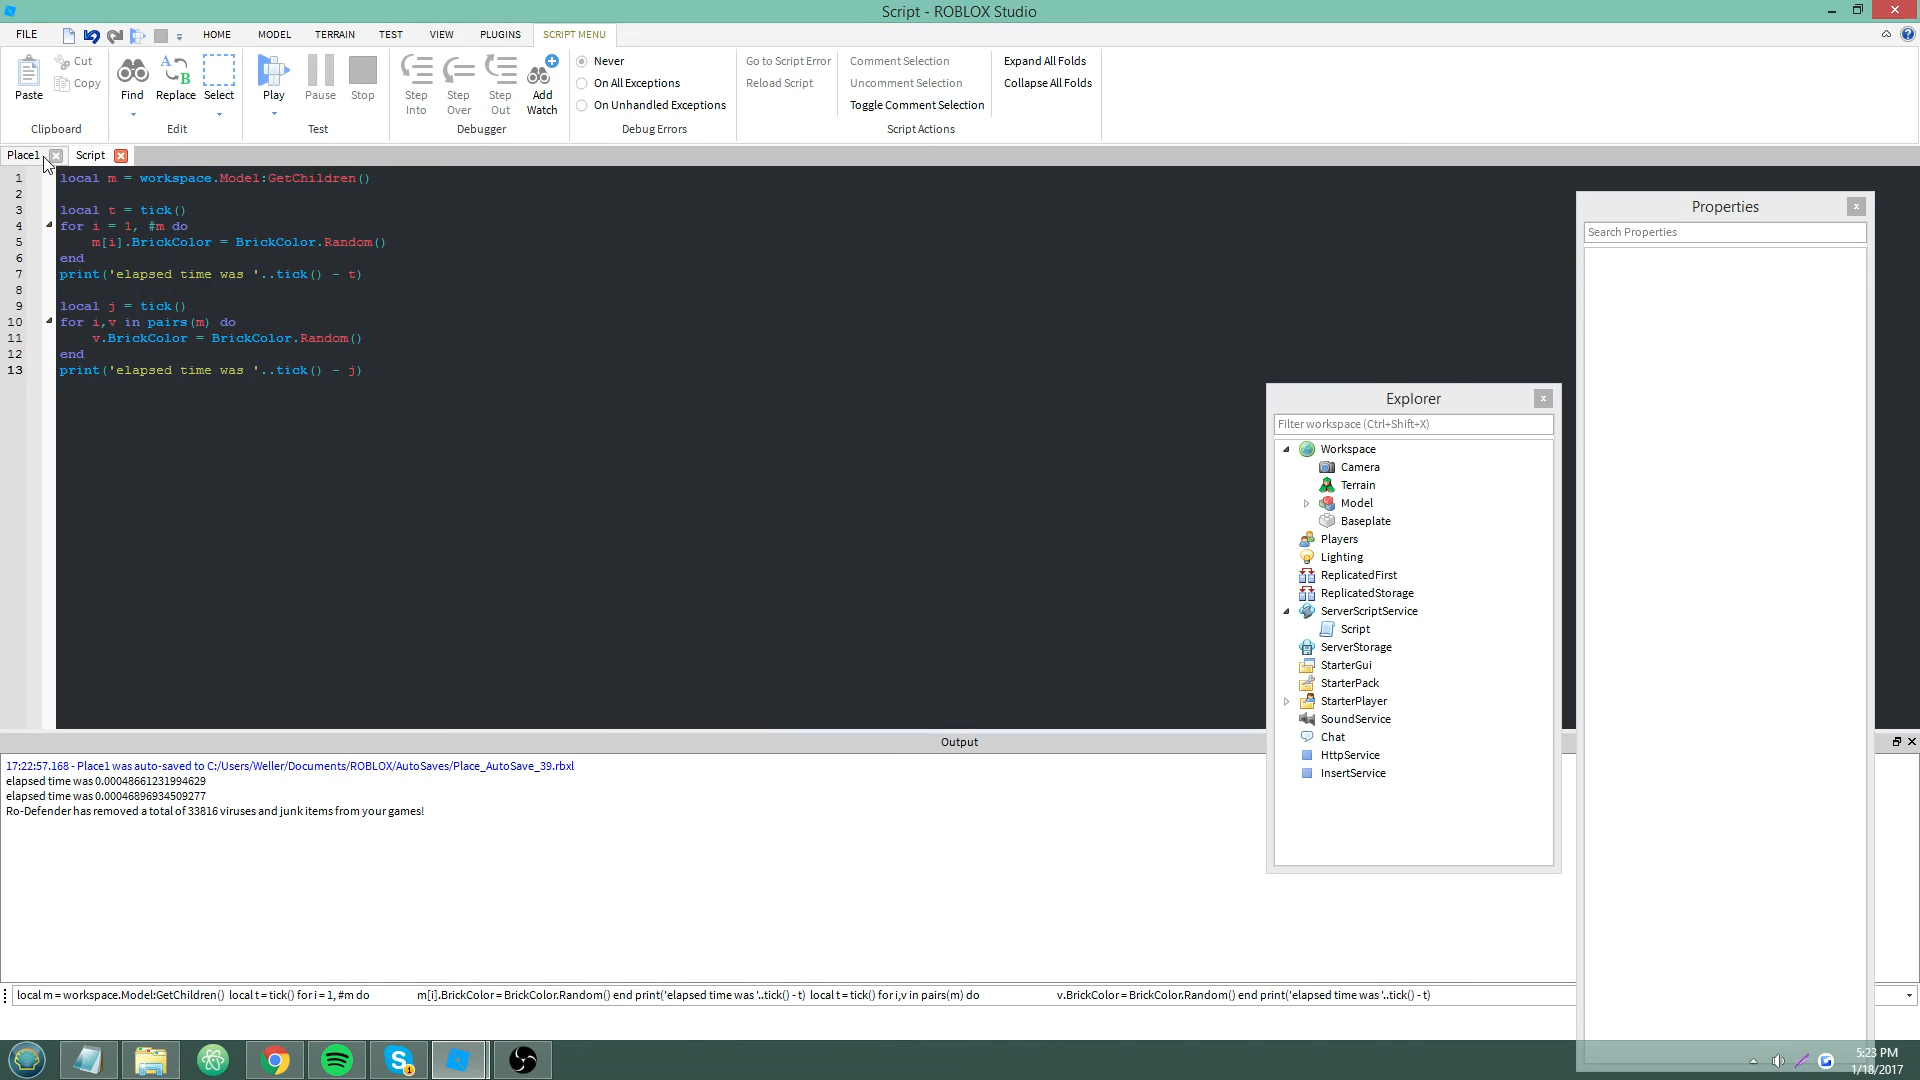 Script - ROBLOX Studio
FILE
HOME
MODEL
TERRAIN
TEST
VIEW
PLUGINS
SCRIPT MENU
Paste
Cut
Copy
Clipboard
Find
Replace
Select
Edit
Play
Pause
Stop
Test
Step Into
Step Over
Step Out
Add Watch
Debugger
Never
On All Exceptions
On Unhandled Exceptions
Debug Errors
Go to Script Error
Reload Script
Comment Selection
Uncomment Selection
Toggle Comment Selection
Script Actions
Expand All Folds
Collapse All Folds
Place1
Script
1 local m = workspace.Model:GetChildren()
2
3 local t = tick()
4 for i = 1, #m do
5 m[i].BrickColor = BrickColor.Random()
6 end
7 print('elapsed time was '..tick() - t)
8
9 local j = tick()
10 for i,v in pairs(m) do
11 v.BrickColor = BrickColor.Random()
12 end
13 print('elapsed time was '..tick() - j)
Properties
Search Properties
Explorer
Filter workspace (Ctrl+Shift+X)
Workspace
Camera
Terrain
Model
Baseplate
Players
Lighting
ReplicatedFirst
ReplicatedStorage
ServerScriptService
Script
ServerStorage
StarterGui
StarterPack
StarterPlayer
SoundService
Chat
HttpService
InsertService
Output
17:22:57.168 - Place1 was auto-saved to C:/Users/Weller/Documents/ROBLOX/AutoSaves/Place_AutoSave_39.rbxl
elapsed time was 0.00048661231994629
elapsed time was 0.00046896934509277
Ro-Defender has removed a total of 33816 viruses and junk items from your games!
local m = workspace.Model:GetChildren() local t = tick() for i = 1, #m do m[i].BrickColor = BrickColor.Random() end print('elapsed time was '..tick() - t) local t = tick() for i,v in pairs(m) do v.BrickColor = BrickColor.Random() end print('elapsed time was '..tick() - t)
5:23 PM
1/18/2017